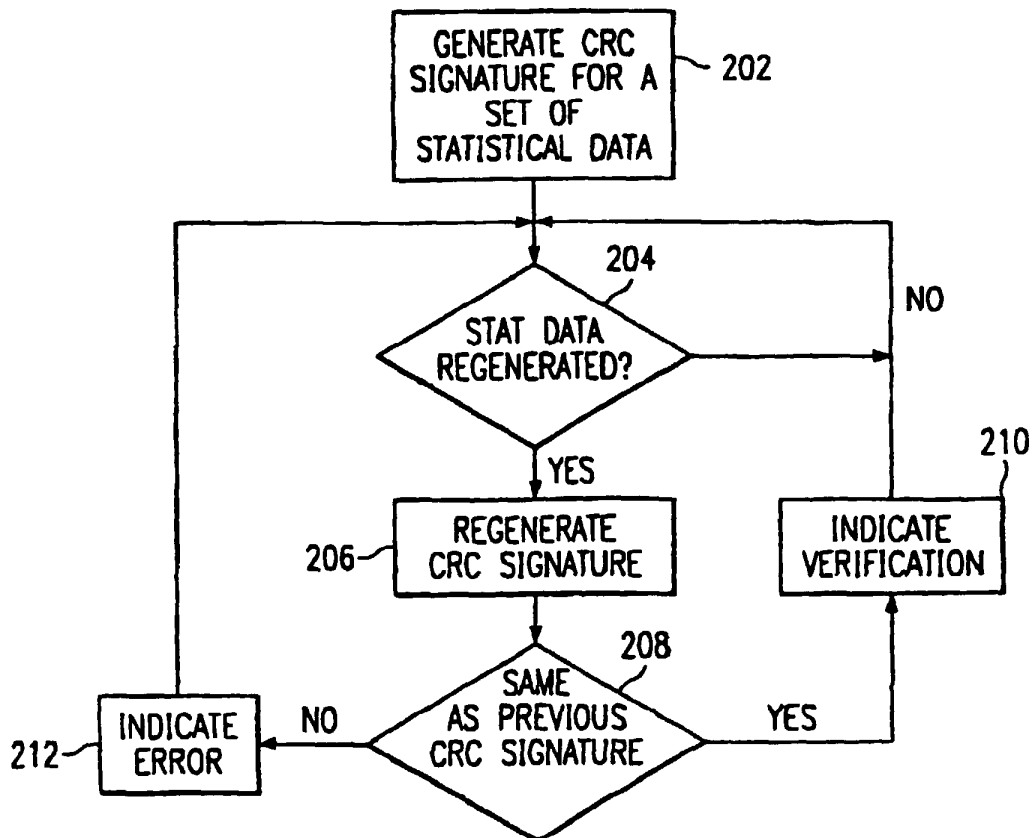 GENERATE CRC
SIGNATURE FOR A
SET OF
STATISTICAL DATA
202
204
STAT DATA
REGENERATED?
NO
YES
210
206
REGENERATE
CRC SIGNATURE
INDICATE
VERIFICATION
208
SAME
AS PREVIOUS
CRC SIGNATURE
NO
YES
212
INDICATE
ERROR